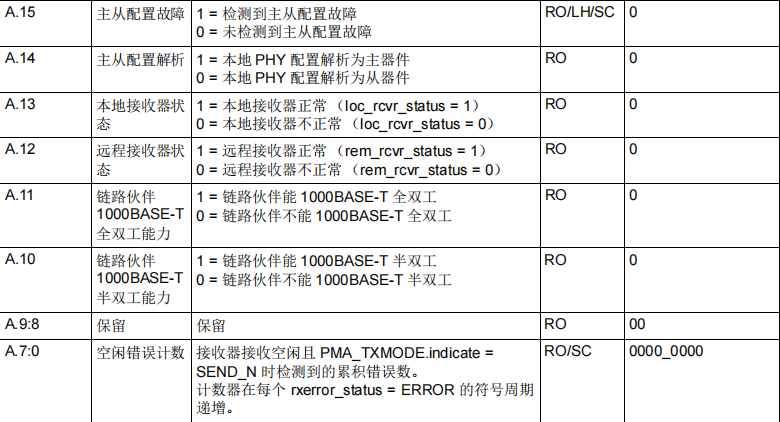 A.15 主从配置故障 1 = 检测到主从配置故障 RO/LH/SC 0
0 = 未检测到主从配置故障
A.14 主从配置解析 1 = 本地 PHY 配置解析为主器件 RO 0
0 = 本地 PHY 配置解析为从器件
A.13 本地接收器状 1 = 本地接收器正常(loc_rcvr_status = 1) RO 0
态 0 = 本地接收器不正常(loc_rcvr_status = 0)
A.12 远程接收器状 1 = 远程接收器正常(rem_rcvr_status = 1) RO 0
态 0 = 远程接收器不正常(rem_rcvr_status = 0)
A.11 链路伙伴 1 = 链路伙伴能 1000BASE-T 全双工 RO 0
1000BASE-T 0 = 链路伙伴不能 1000BASE-T 全双工
全双工能力
A.10 链路伙伴 1 = 链路伙伴能 1000BASE-T 半双工 RO 0
1000BASE-T 0 = 链路伙伴不能 1000BASE-T 半双工
半双工能力
A.9:8 保留 保留 RO 00
A.7:0 空闲错误计数 接收器接收空闲且 PMA_TXMODE.indicate = RO/SC 0000_0000
SEND_N 时检测到的累积错误数。
计数器在每个 rxerror_status = ERROR 的符号周期
递增。